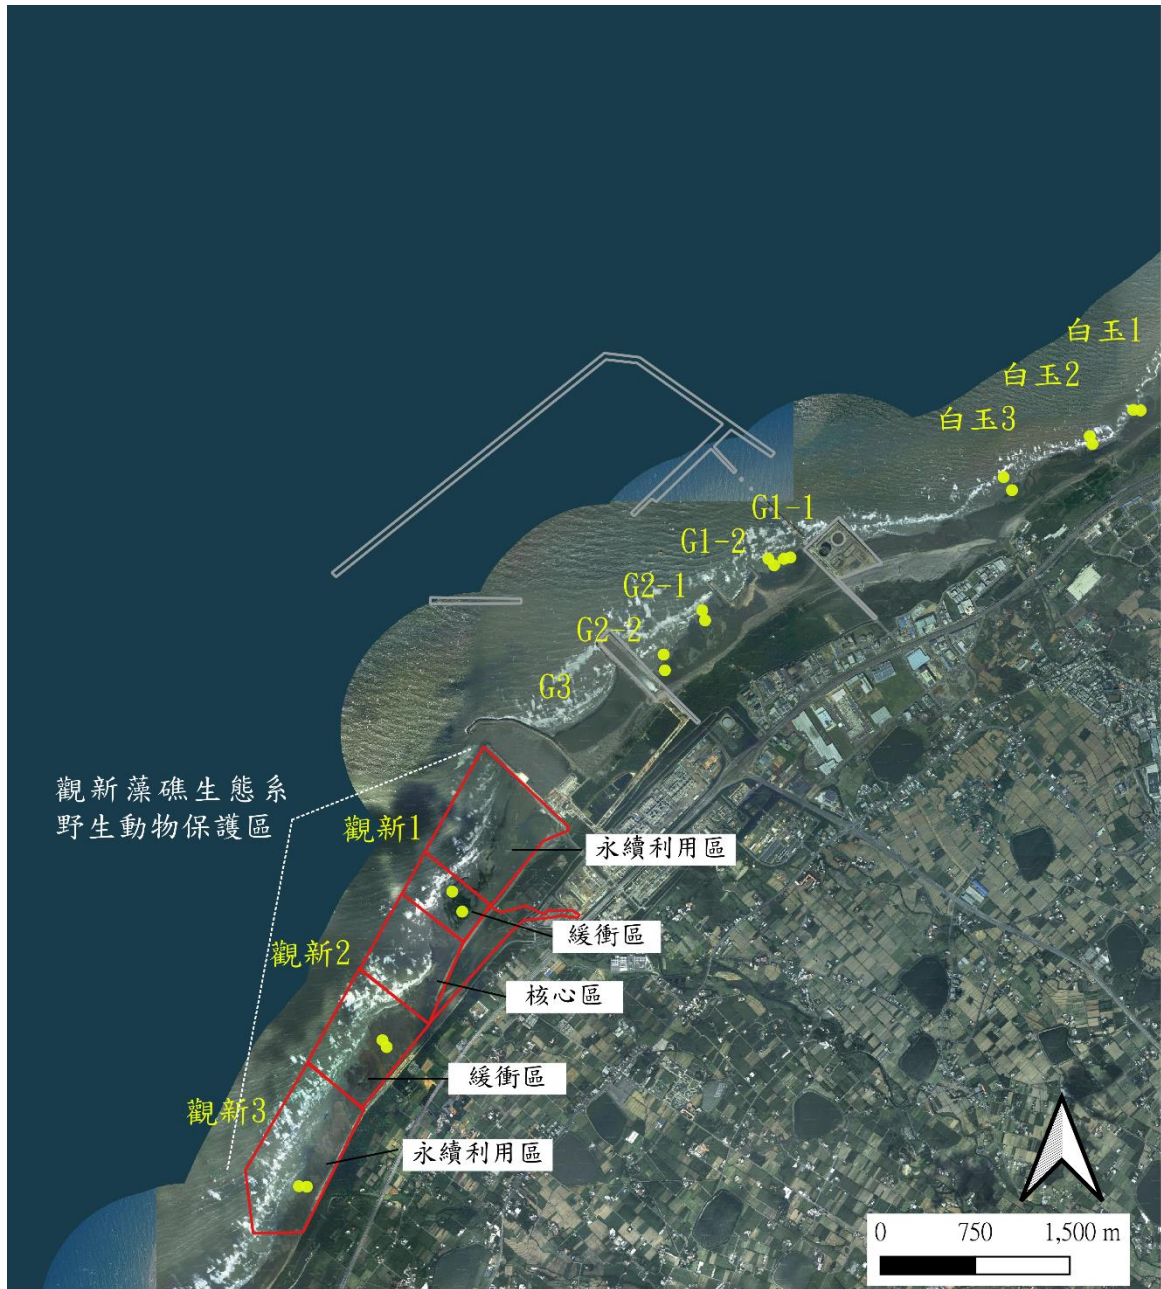 白玉1
白玉2
白玉3
G1-1
G1-2
G2-1
G2-2
G3
觀新藻礁生態系
野生動物保護區
觀新1
永續利用區
緩衝區
觀新2
核心區
緩衝區
觀新3
永續利用區
0 750 1,500 m